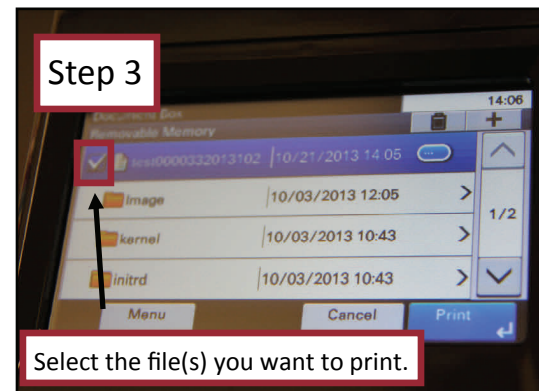 Step 3
14:06
Document Box
Removable Memory
10/21/2013 14:05
Image 10/03/2013 12:05
1/2
kernel 10/03/2013 10:43
initrd 10/03/2013 10:43
Menu Cancel Print
Select the file(s) you want to print.